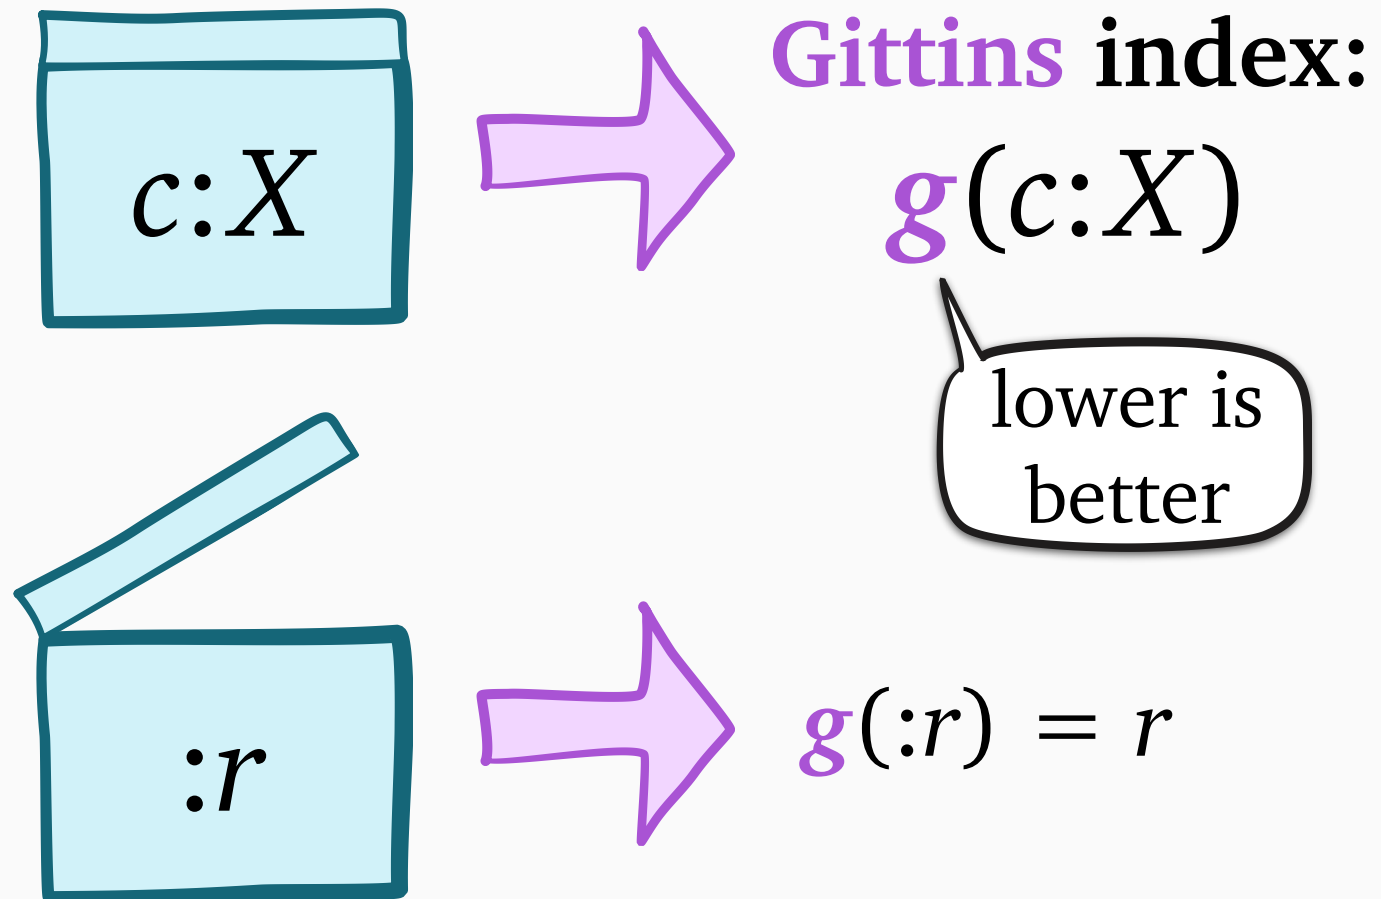 c:X
Gittins index:
g(c:X)
lower is
better
:r
g(:r) = r